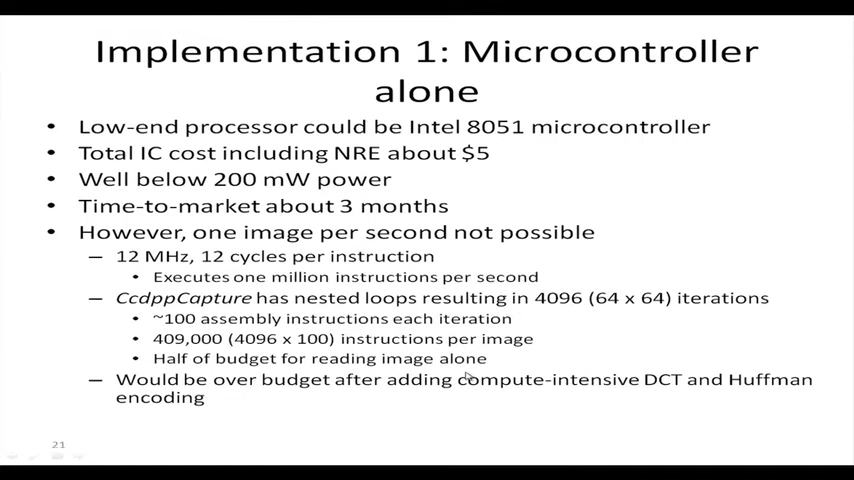 Implementation 1: Microcontroller
alone
• Low-end processor could be Intel 8051 microcontroller
• Total IC cost including NRE about $5
• Well below 200 mW power
• Time-to-market about 3 months
• However, one image per second not possible
– 12 MHz, 12 cycles per instruction
• Executes one million instructions per second
– CcdppCapture has nested loops resulting in 4096 (64 x 64) iterations
• ~100 assembly instructions each iteration
• 409,000 (4096 x 100) instructions per image
• Half of budget for reading image alone
– Would be over budget after adding compute-intensive DCT and Huffman
encoding
21